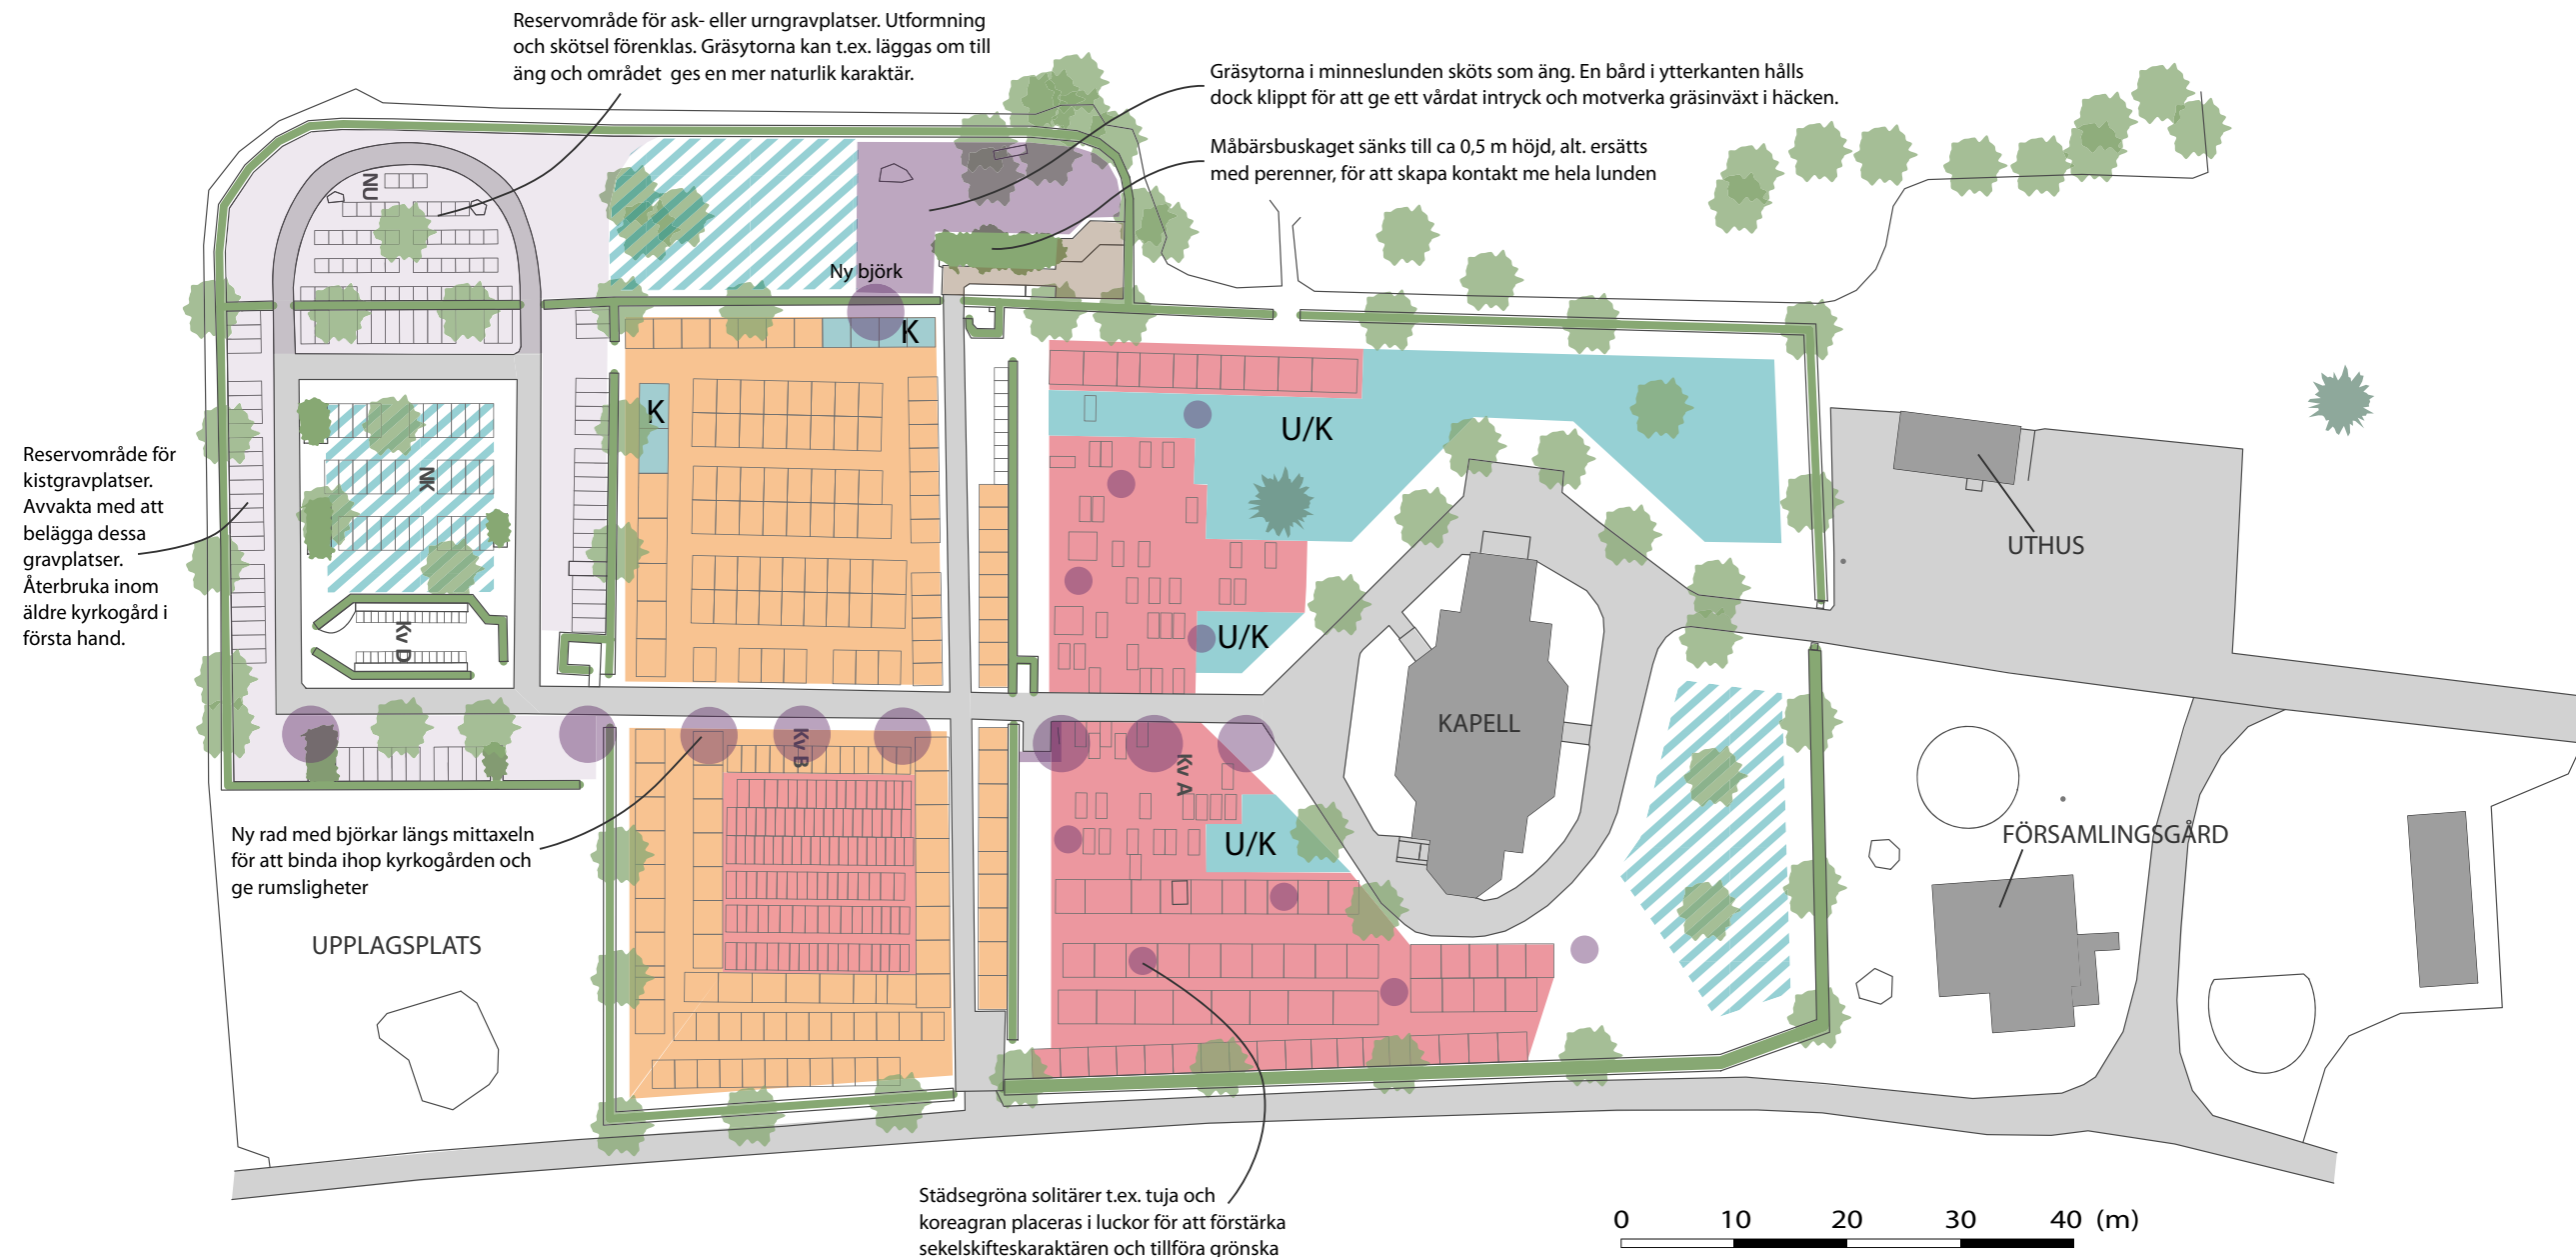 Reservområde för ask- eller urngravplatser. Utformning
och skötsel förenklas. Gräsytorna kan t.ex. läggas om till
äng och området ges en mer naturlik karaktär.
Gräsytorna i minneslunden sköts som äng. En bård i ytterkanten hålls
dock klippt för att ge ett vårdat intryck och motverka gräsinväxt i häcken.
Måbärsbuskaget sänks till ca 0,5 m höjd, alt. ersätts
med perenner, för att skapa kontakt me hela lunden
NU
Ny björk
K
K
U/K
Reservområde för
kistgravplatser.
Avvakta med att
belägga dessa
gravplatser.
Återbruka inom
äldre kyrkogård i
första hand.
NK
UTHUS
Kv D
U/K
KAPELL
Kv B
Kv A
Ny rad med björkar längs mittaxeln
för att binda ihop kyrkogården och
ge rumsligheter
U/K
FÖRSAMLINGSGÅRD
UPPLAGSPLATS
Städsegröna solitärer t.ex. tuja och
koreagran placeras i luckor för att förstärka
sekelskifteskaraktären och tillföra grönska
0 10 20 30 40 (m)